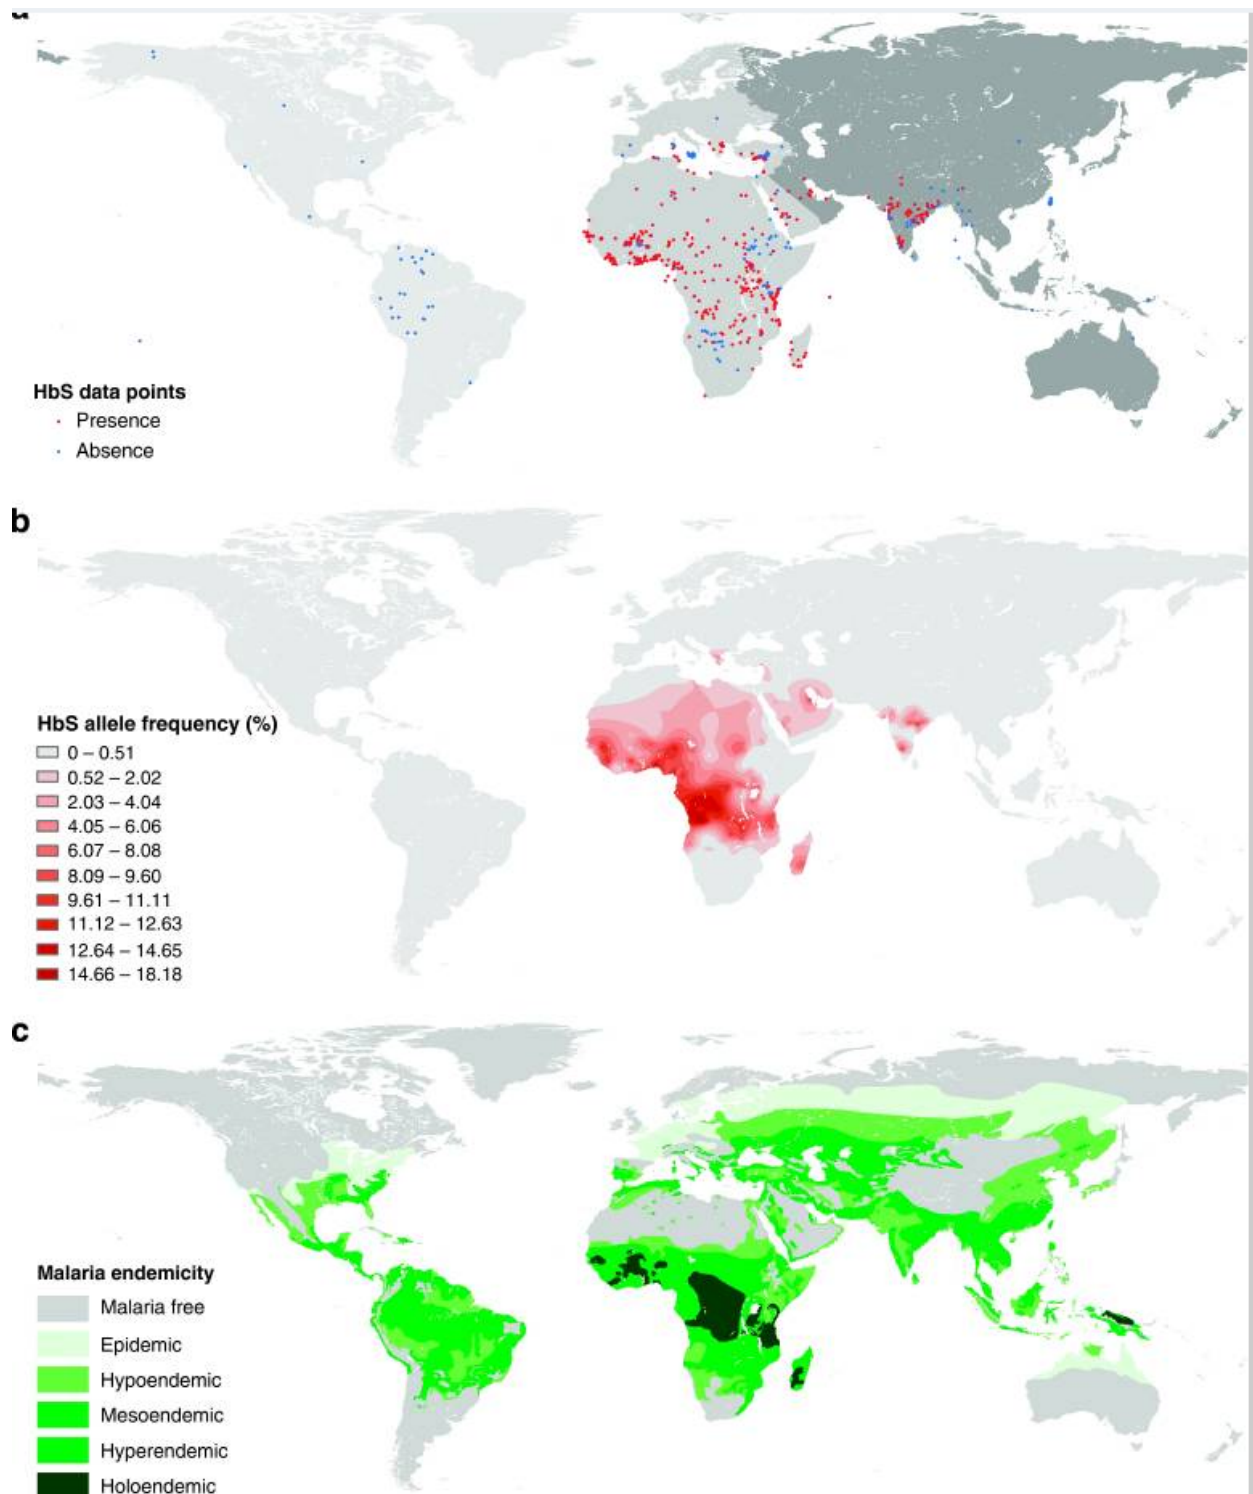 a
HbS data points
Presence
Absence
b
HbS allele frequency (%)
0 – 0.51
0.52 – 2.02
2.03 – 4.04
4.05 – 6.06
6.07 – 8.08
8.09 – 9.60
9.61 – 11.11
11.12 – 12.63
12.64 – 14.65
14.66 – 18.18
c
Malaria endemicity
Malaria free
Epidemic
Hypoendemic
Mesoendemic
Hyperendemic
Holoendemic